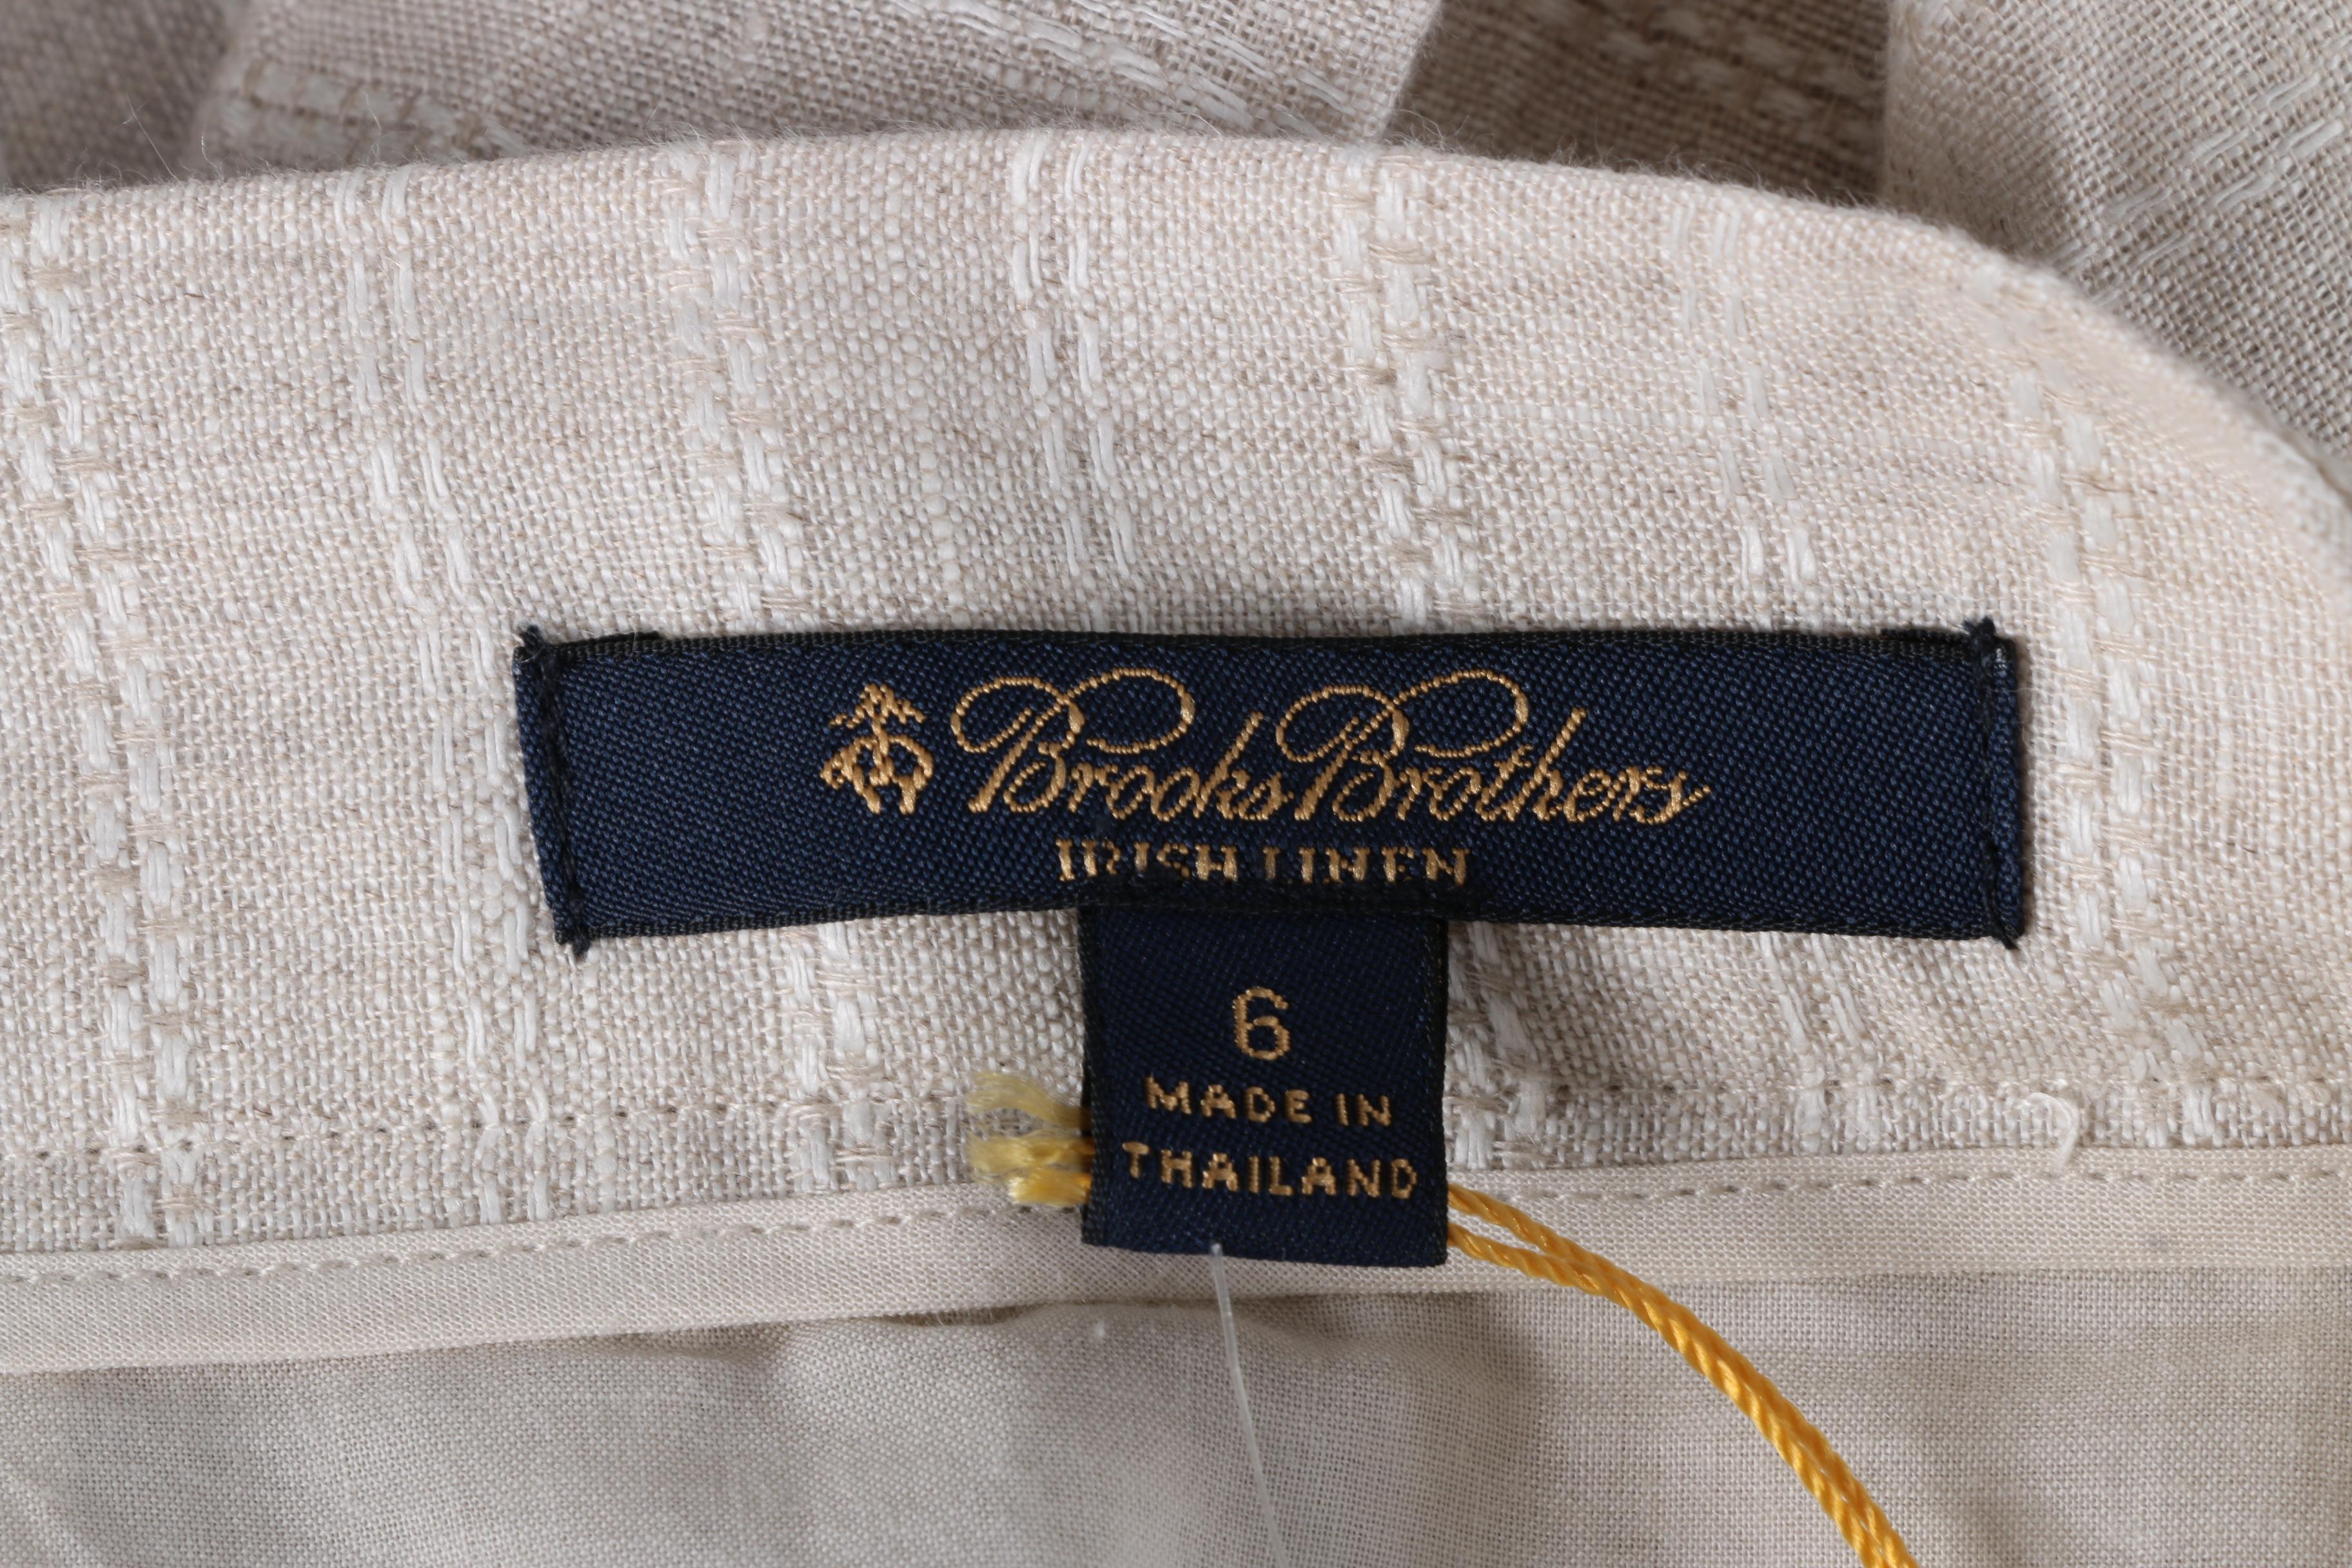 Brooks Brothers
IRISH LINEN
6
MADE IN
THAILAND